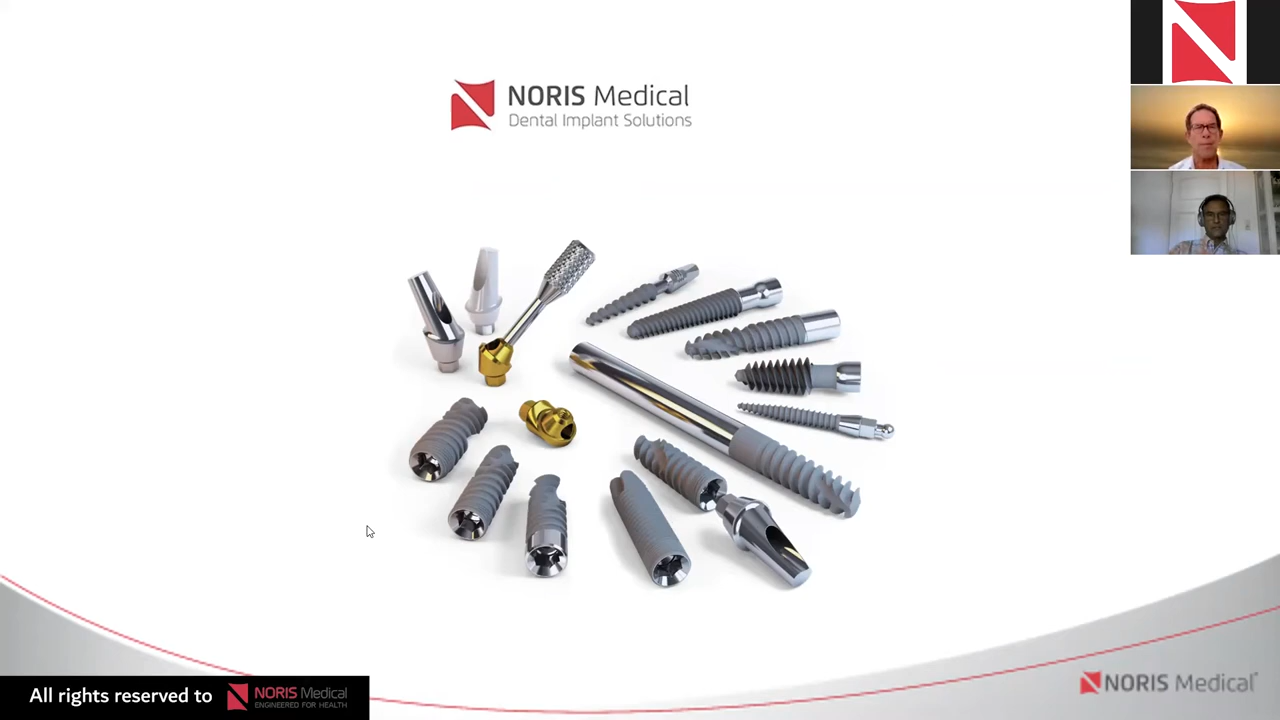 NORIS Medical
Dental Implant Solutions
All rights reserved to
NORIS Medical
ENGINEERED FOR HEALTH
NORIS Medical